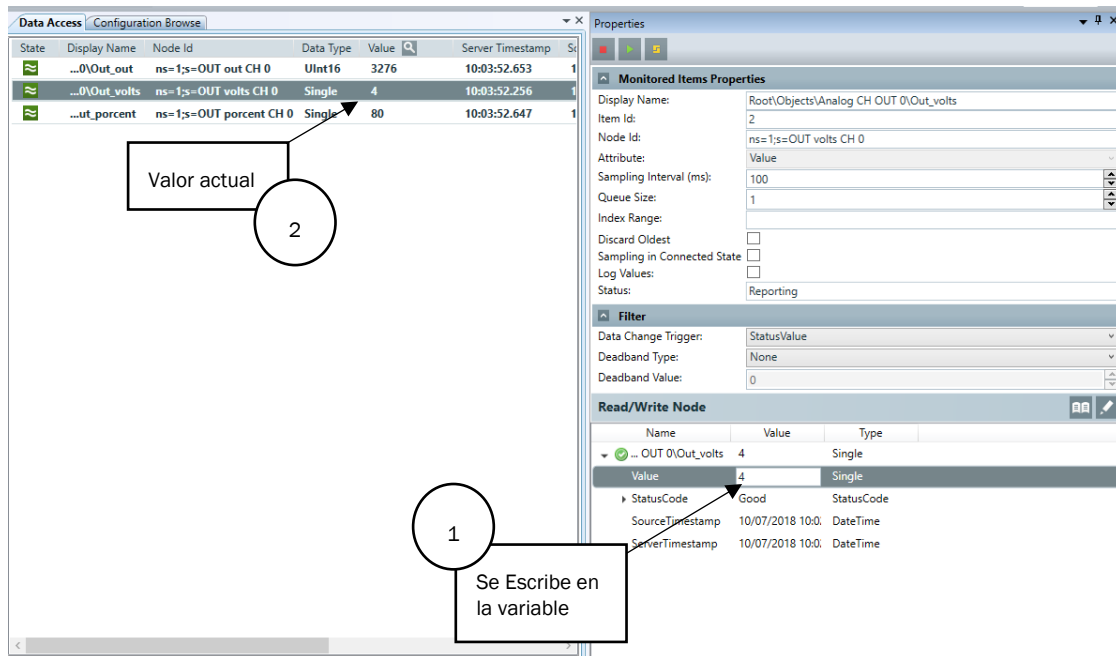 Data Access Configuration Browse
State Display Name Node Id Data Type Value Server Timestamp
...0\Out_out ns=1;s=OUT out CH 0 UInt16 3276 10:03:52.653 1
...0\Out_volts ns=1;s=OUT volts CH 0 Single 4 10:03:52.256 1
...ut_porcent ns=1;s=OUT porcent CH 0 Single 80 10:03:52.647 1
Valor actual
2
Properties
Monitored Items Properties
Display Name: Root\Objects\Analog CH OUT 0\Out_volts
Item Id: 2
Node Id: ns=1;s=OUT volts CH 0
Attribute: Value
Sampling Interval (ms): 100
Queue Size: 1
Index Range:
Discard Oldest
Sampling in Connected State
Log Values:
Status: Reporting
Filter
Data Change Trigger: StatusValue
Deadband Type: None
Deadband Value: 0
Read/Write Node
Name Value Type
... OUT 0\Out_volts 4 Single
Value 4 Single
StatusCode Good StatusCode
SourceTimestamp 10/07/2018 10:0 DateTime
ServerTimestamp 10/07/2018 10:0 DateTime
1
Se Escribe en
la variable